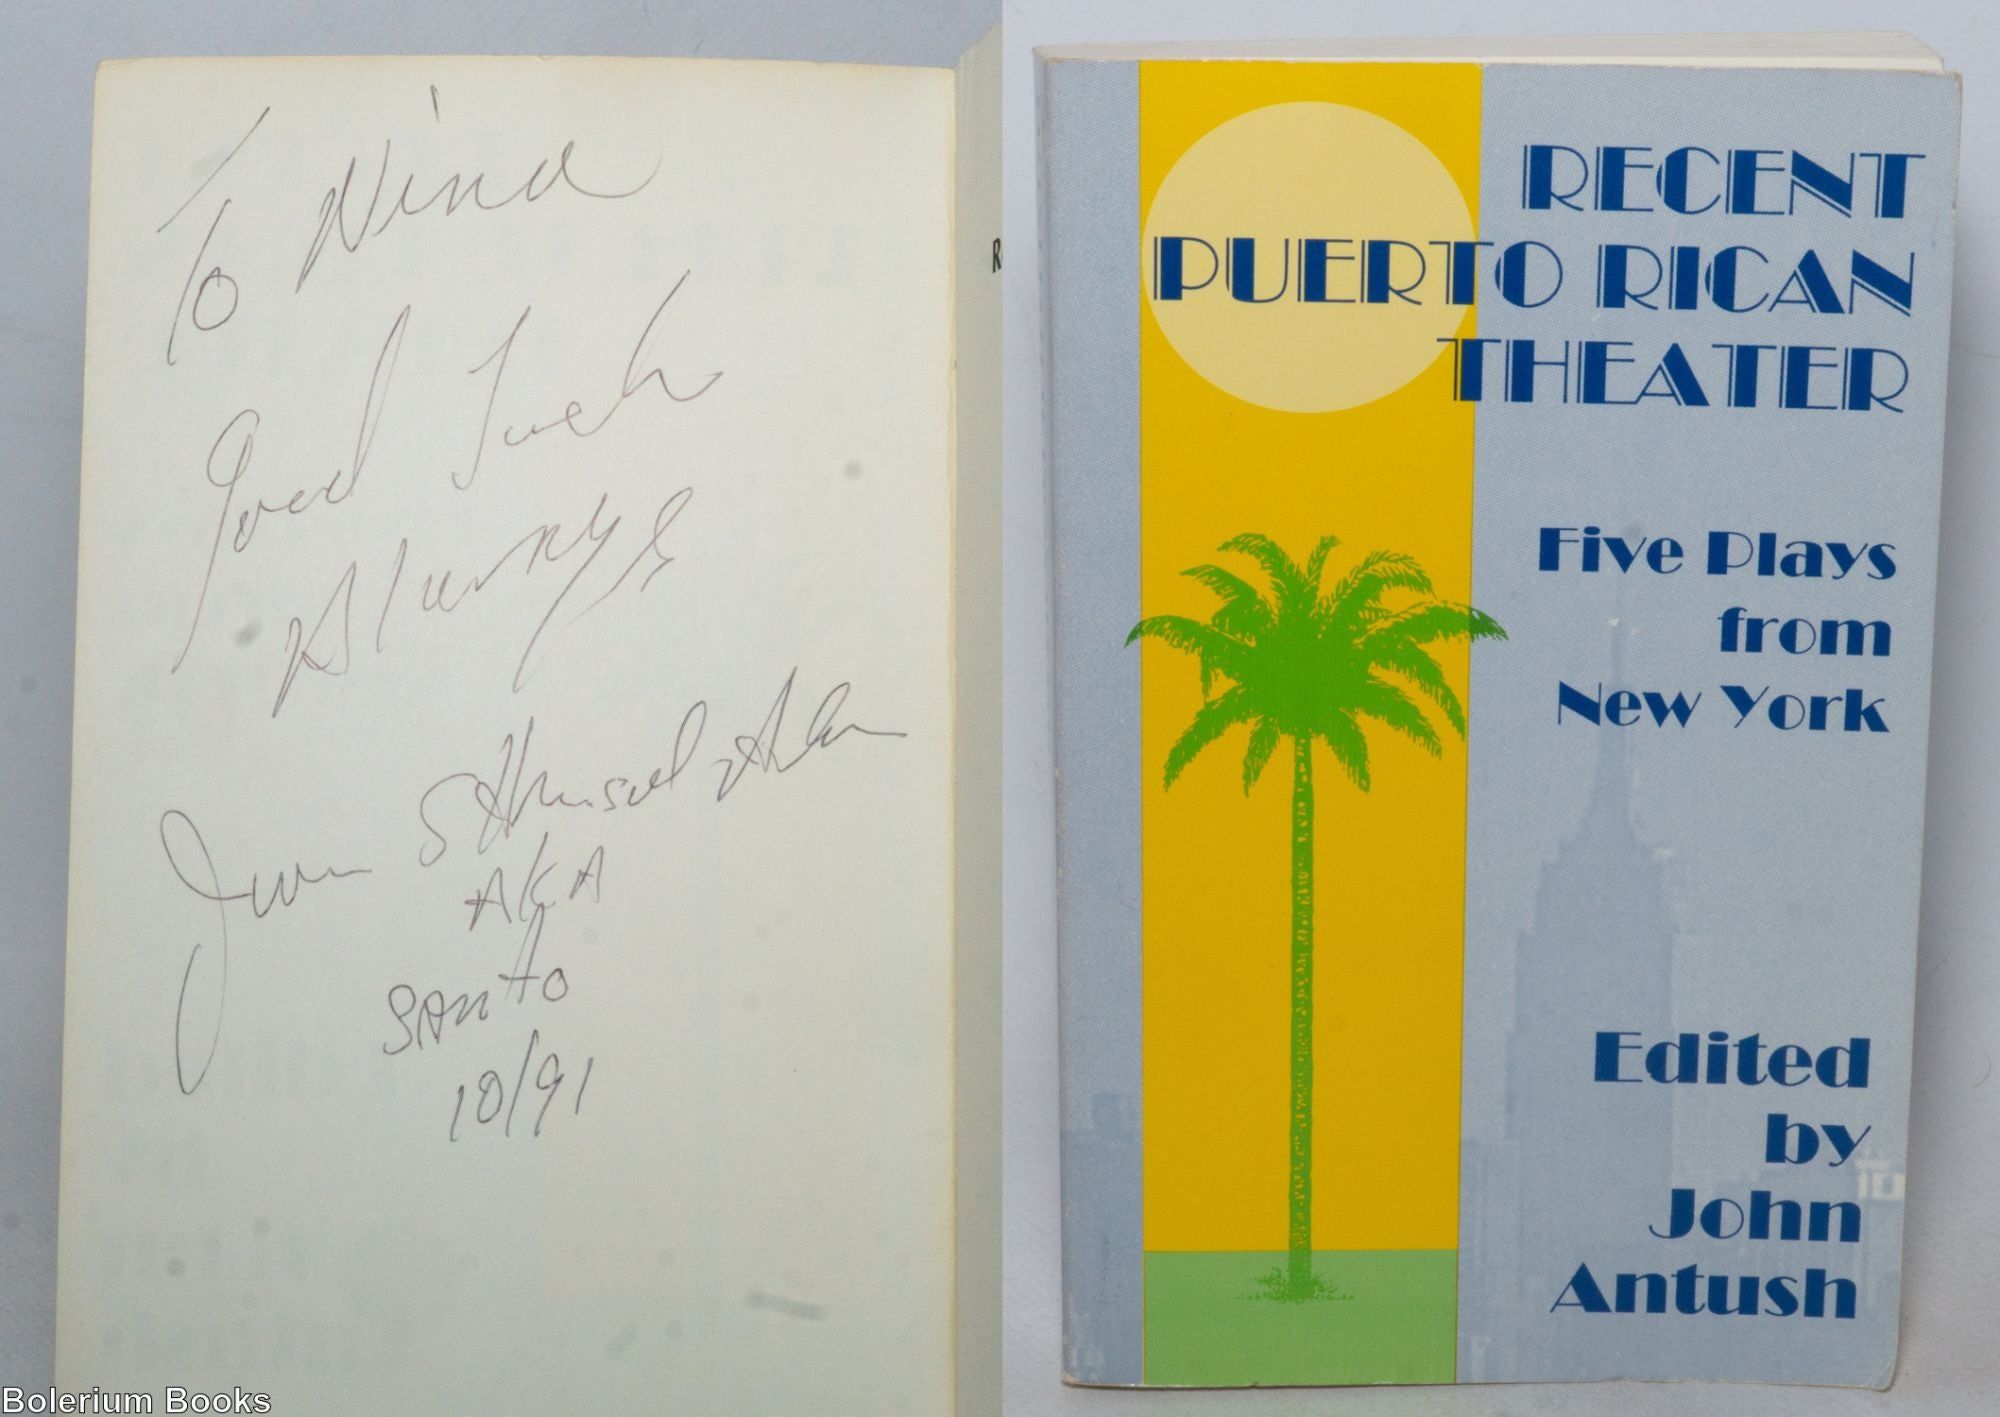 To Nina
Good Luck
Always
Juan
AKA
SANTO
10/91
R
RECENT
PUERTO RICAN
THEATER
Five Plays
from
New York
Edited
by
John
Antush
Bolerium Books